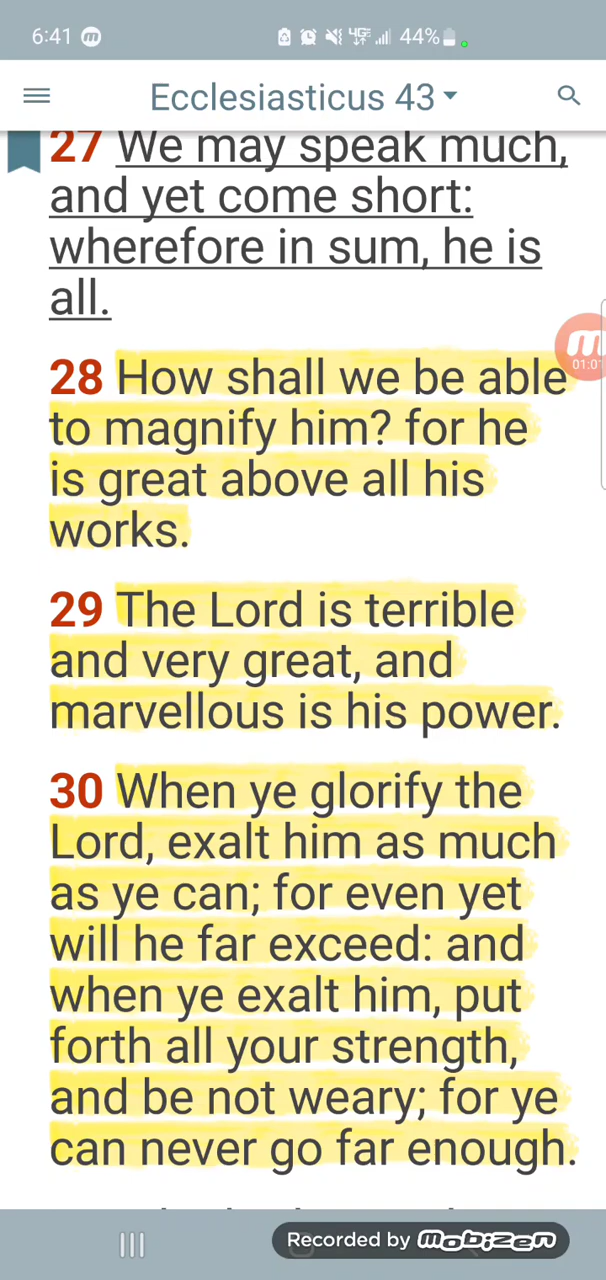 6:41 m 44%
Ecclesiasticus 43
27 We may speak much,
and yet come short:
wherefore in sum, he is
all.
28 How shall we be able
to magnify him? for he
is great above all his
works.
29 The Lord is terrible
and very great, and
marvellous is his power.
30 When ye glorify the
Lord, exalt him as much
as ye can; for even yet
will he far exceed: and
when ye exalt him, put
forth all your strength,
and be not weary; for ye
can never go far enough.
Recorded by mobizen